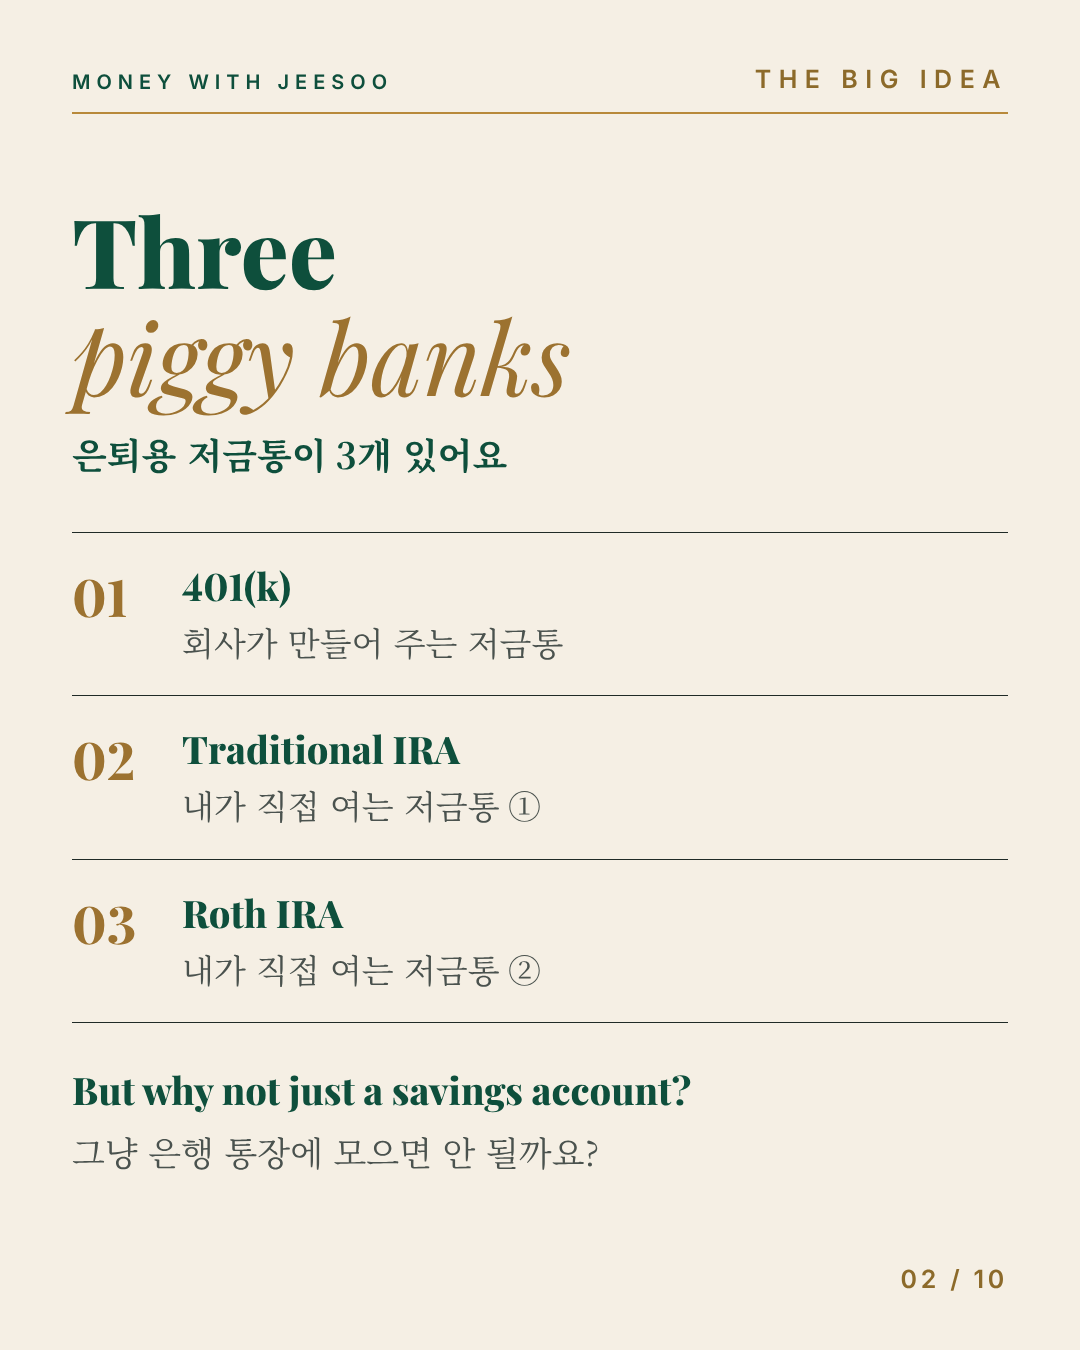 MONEY WITH JEESOO
THE BIG IDEA
Three
piggy banks
은퇴용 저금통이 3개 있어요
01
401(k)
회사가 만들어 주는 저금통
02
Traditional IRA
내가 직접 여는 저금통 ①
03
Roth IRA
내가 직접 여는 저금통 ②
But why not just a savings account?
그냥 은행 통장에 모으면 안 될까요?
02 / 10